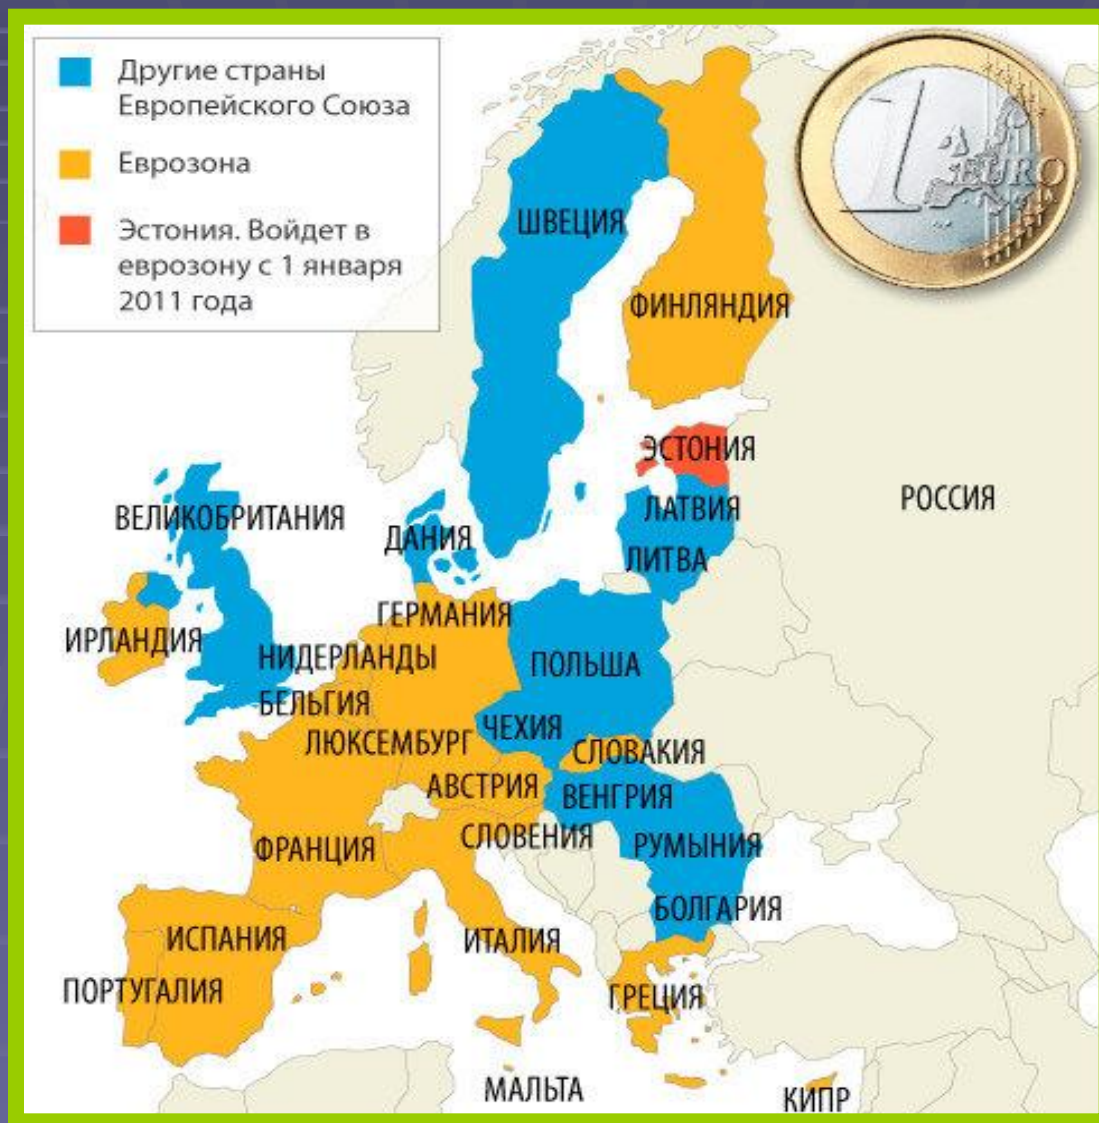 Другие страны
Европейского Союза
Еврозона
Эстония. Войдет в
еврозону с 1 января
2011 года
1
EURO
ШВЕЦИЯ
ФИНЛЯНДИЯ
ЭСТОНИЯ
РОССИЯ
ЛАТВИЯ
ВЕЛИКОБРИТАНИЯ
ДАНИЯ
ЛИТВА
ГЕРМАНИЯ
ИРЛАНДИЯ
НИДЕРЛАНДЫ
ПОЛЬША
БЕЛЬГИЯ
ЧЕХИЯ
ЛЮКСЕМБУРГ
СЛОВАКИЯ
АВСТРИЯ
ВЕНГРИЯ
СЛОВЕНИЯ
ФРАНЦИЯ
РУМЫНИЯ
БОЛГАРИЯ
ИСПАНИЯ
ИТАЛИЯ
ПОРТУГАЛИЯ
ГРЕЦИЯ
МАЛЬТА
КИПР